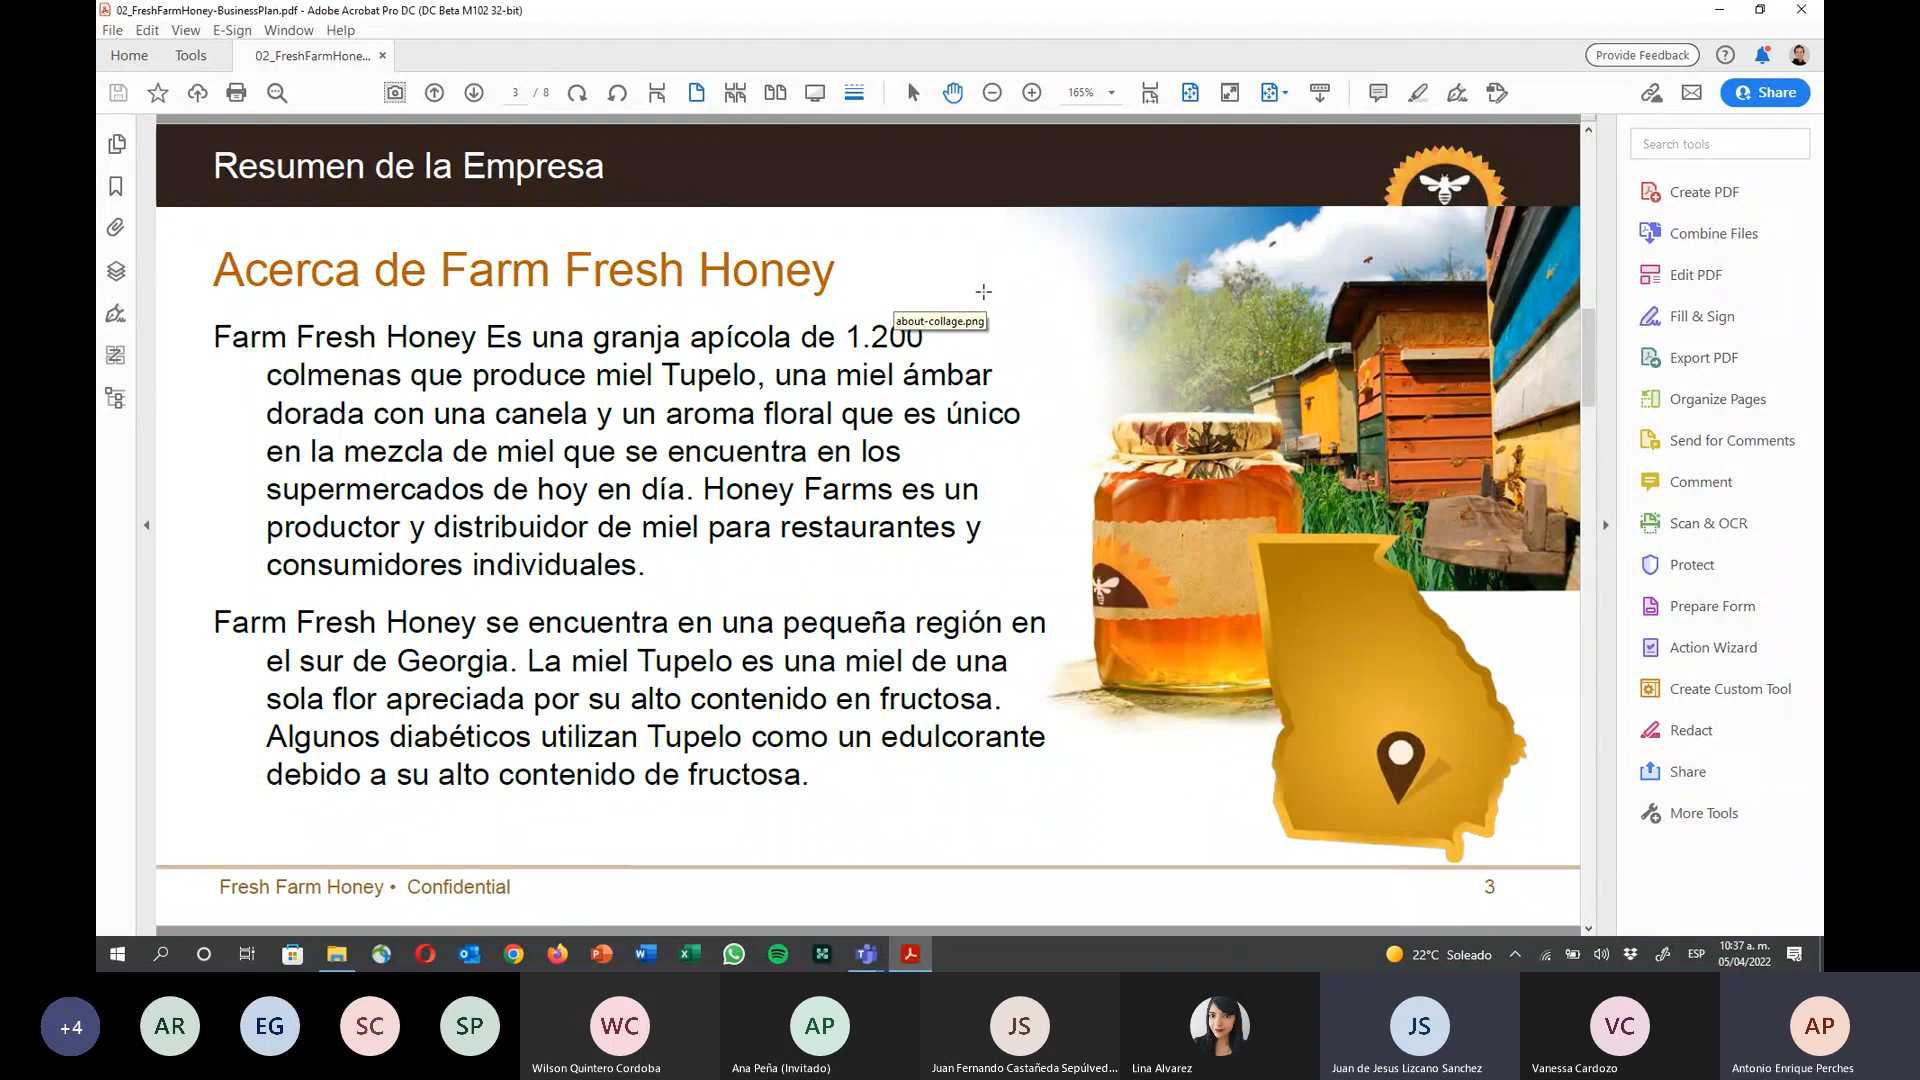 02_FreshFarmHoney-BusinessPlan.pdf - Adobe Acrobat Pro DC (DC Beta M102 32-bit)
File Edit View E-Sign Window Help
Home Tools 02_FreshFarmHone... ×
Provide Feedback
3 / 8
165%
Share
Resumen de la Empresa
Acerca de Farm Fresh Honey
about-collage.png
Farm Fresh Honey Es una granja apícola de 1.200
colmenas que produce miel Tupelo, una miel ámbar
dorada con una canela y un aroma floral que es único
en la mezcla de miel que se encuentra en los
supermercados de hoy en día. Honey Farms es un
productor y distribuidor de miel para restaurantes y
consumidores individuales.
Farm Fresh Honey se encuentra en una pequeña región en
el sur de Georgia. La miel Tupelo es una miel de una
sola flor apreciada por su alto contenido en fructosa.
Algunos diabéticos utilizan Tupelo como un edulcorante
debido a su alto contenido de fructosa.
Fresh Farm Honey • Confidential
3
Search tools
Create PDF
Combine Files
Edit PDF
Fill & Sign
Export PDF
Organize Pages
Send for Comments
Comment
Scan & OCR
Protect
Prepare Form
Action Wizard
Create Custom Tool
Redact
Share
More Tools
22°C Soleado
ESP
10:37 a. m.
05/04/2022
+4 AR EG SC SP WC AP JS JS VC AP
Wilson Quintero Cordoba
Ana Peña (Invitado)
Juan Fernando Castañeda Sepúlved...
Lina Alvarez
Juan de Jesus Lizcano Sanchez
Vanessa Cardozo
Antonio Enrique Perches